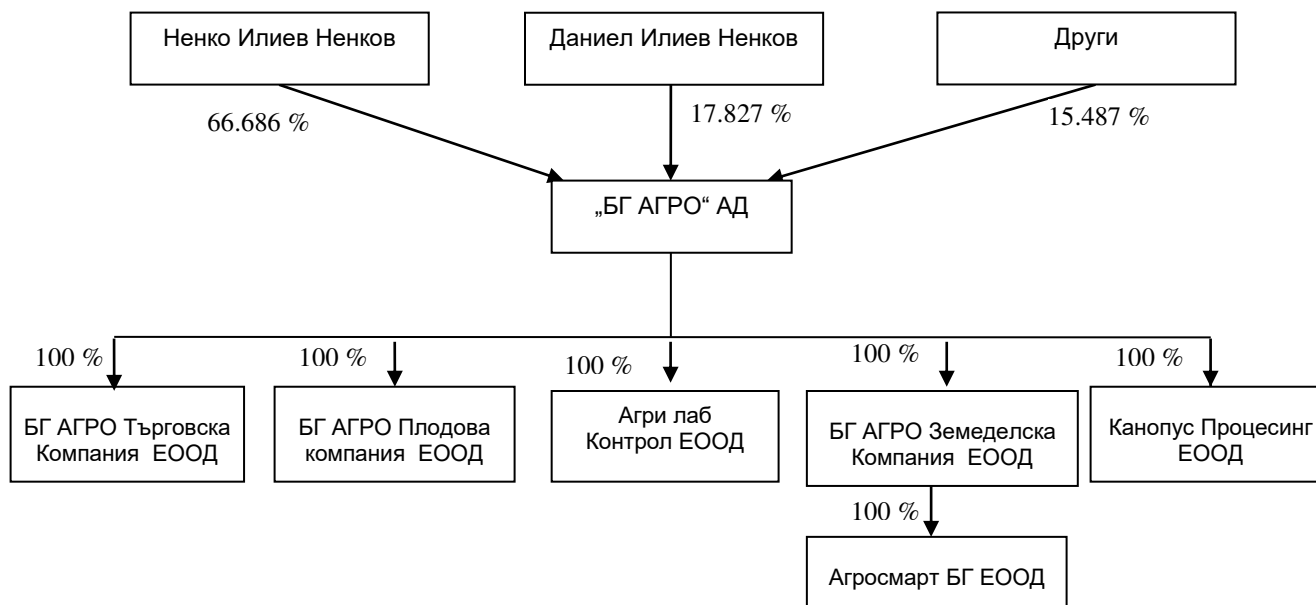 Ненко Илиев Ненков
Даниел Илиев Ненков
Други
66.686 %
17.827 %
15.487 %
„БГ АГРО“ АД
100 %
100 %
100 %
100 %
100 %
БГ АГРО Търговска
Компания ЕООД
БГ АГРО Плодова
компания ЕООД
Агри лаб
Контрол ЕООД
БГ АГРО Земеделска
Компания ЕООД
Канопус Процесинг
ЕООД
100 %
Агросмарт БГ ЕООД